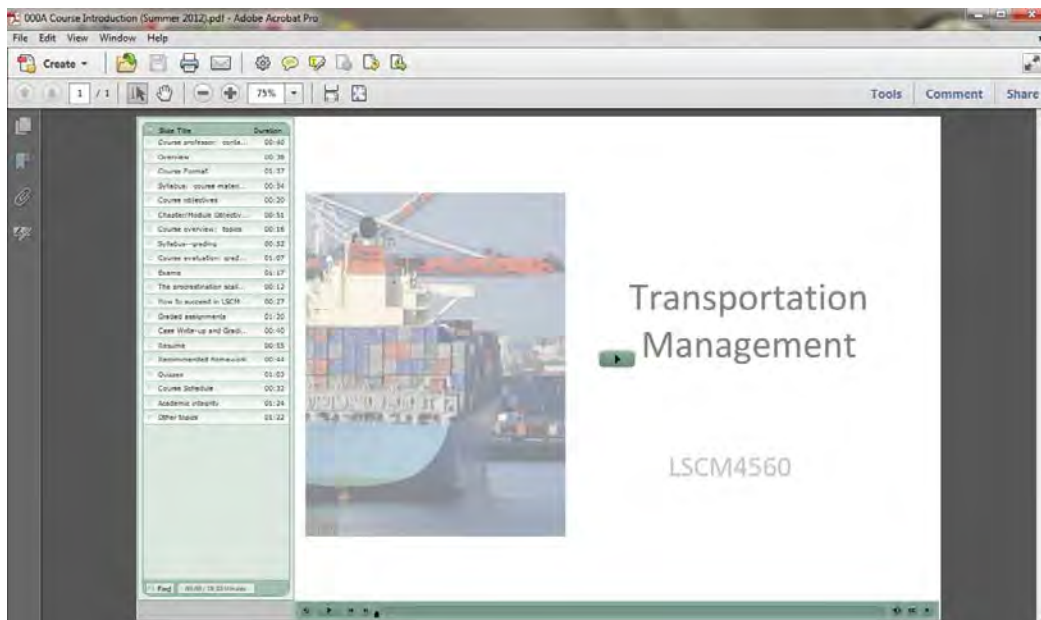 000A Course Introduction (Summer 2012).pdf - Adobe Acrobat Pro
File Edit View Window Help
Create
1 / 1 75% Tools Comment Share
Slide Title Duration
Course professor: conta... 00:40
Overview 00:36
Course Format 01:37
Syllabus: course materi... 00:34
Course objectives 00:20
Chapter/Module Objectiv... 00:51
Course overview: topics 00:16
Syllabus--grading 00:32
Course evaluation: grad... 01:07
Exams 01:17
The procrastination scal... 00:12
How to succeed in LSCM 00:27
Graded assignments 01:20
Case Write-up and Gradi... 00:40
Resume 00:55
Recommended Homework 00:44
Quizzes 01:03
Course Schedule 00:32
Academic integrity 01:24
Other topics 01:22
Find
Transportation
Management
LSCM4560